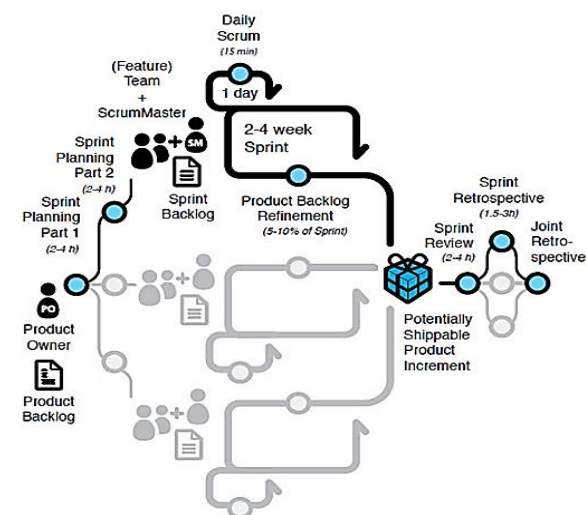 Daily
Scrum
(15 min)
1 day
(Feature)
Team
+
ScrumMaster
+
SM
2-4 week
Sprint
Sprint
Planning
Part 2
(2-4 h)
Sprint
Backlog
Product Backlog
Refinement
(5-10% of Sprint)
Sprint
Planning
Part 1
(2-4 h)
Sprint
Retrospective
(1.5-3h)
Sprint
Review
(2-4 h)
Joint
Retro-
spective
PO
Product
Owner
Product
Backlog
+
Potentially
Shippable
Product
Increment
+